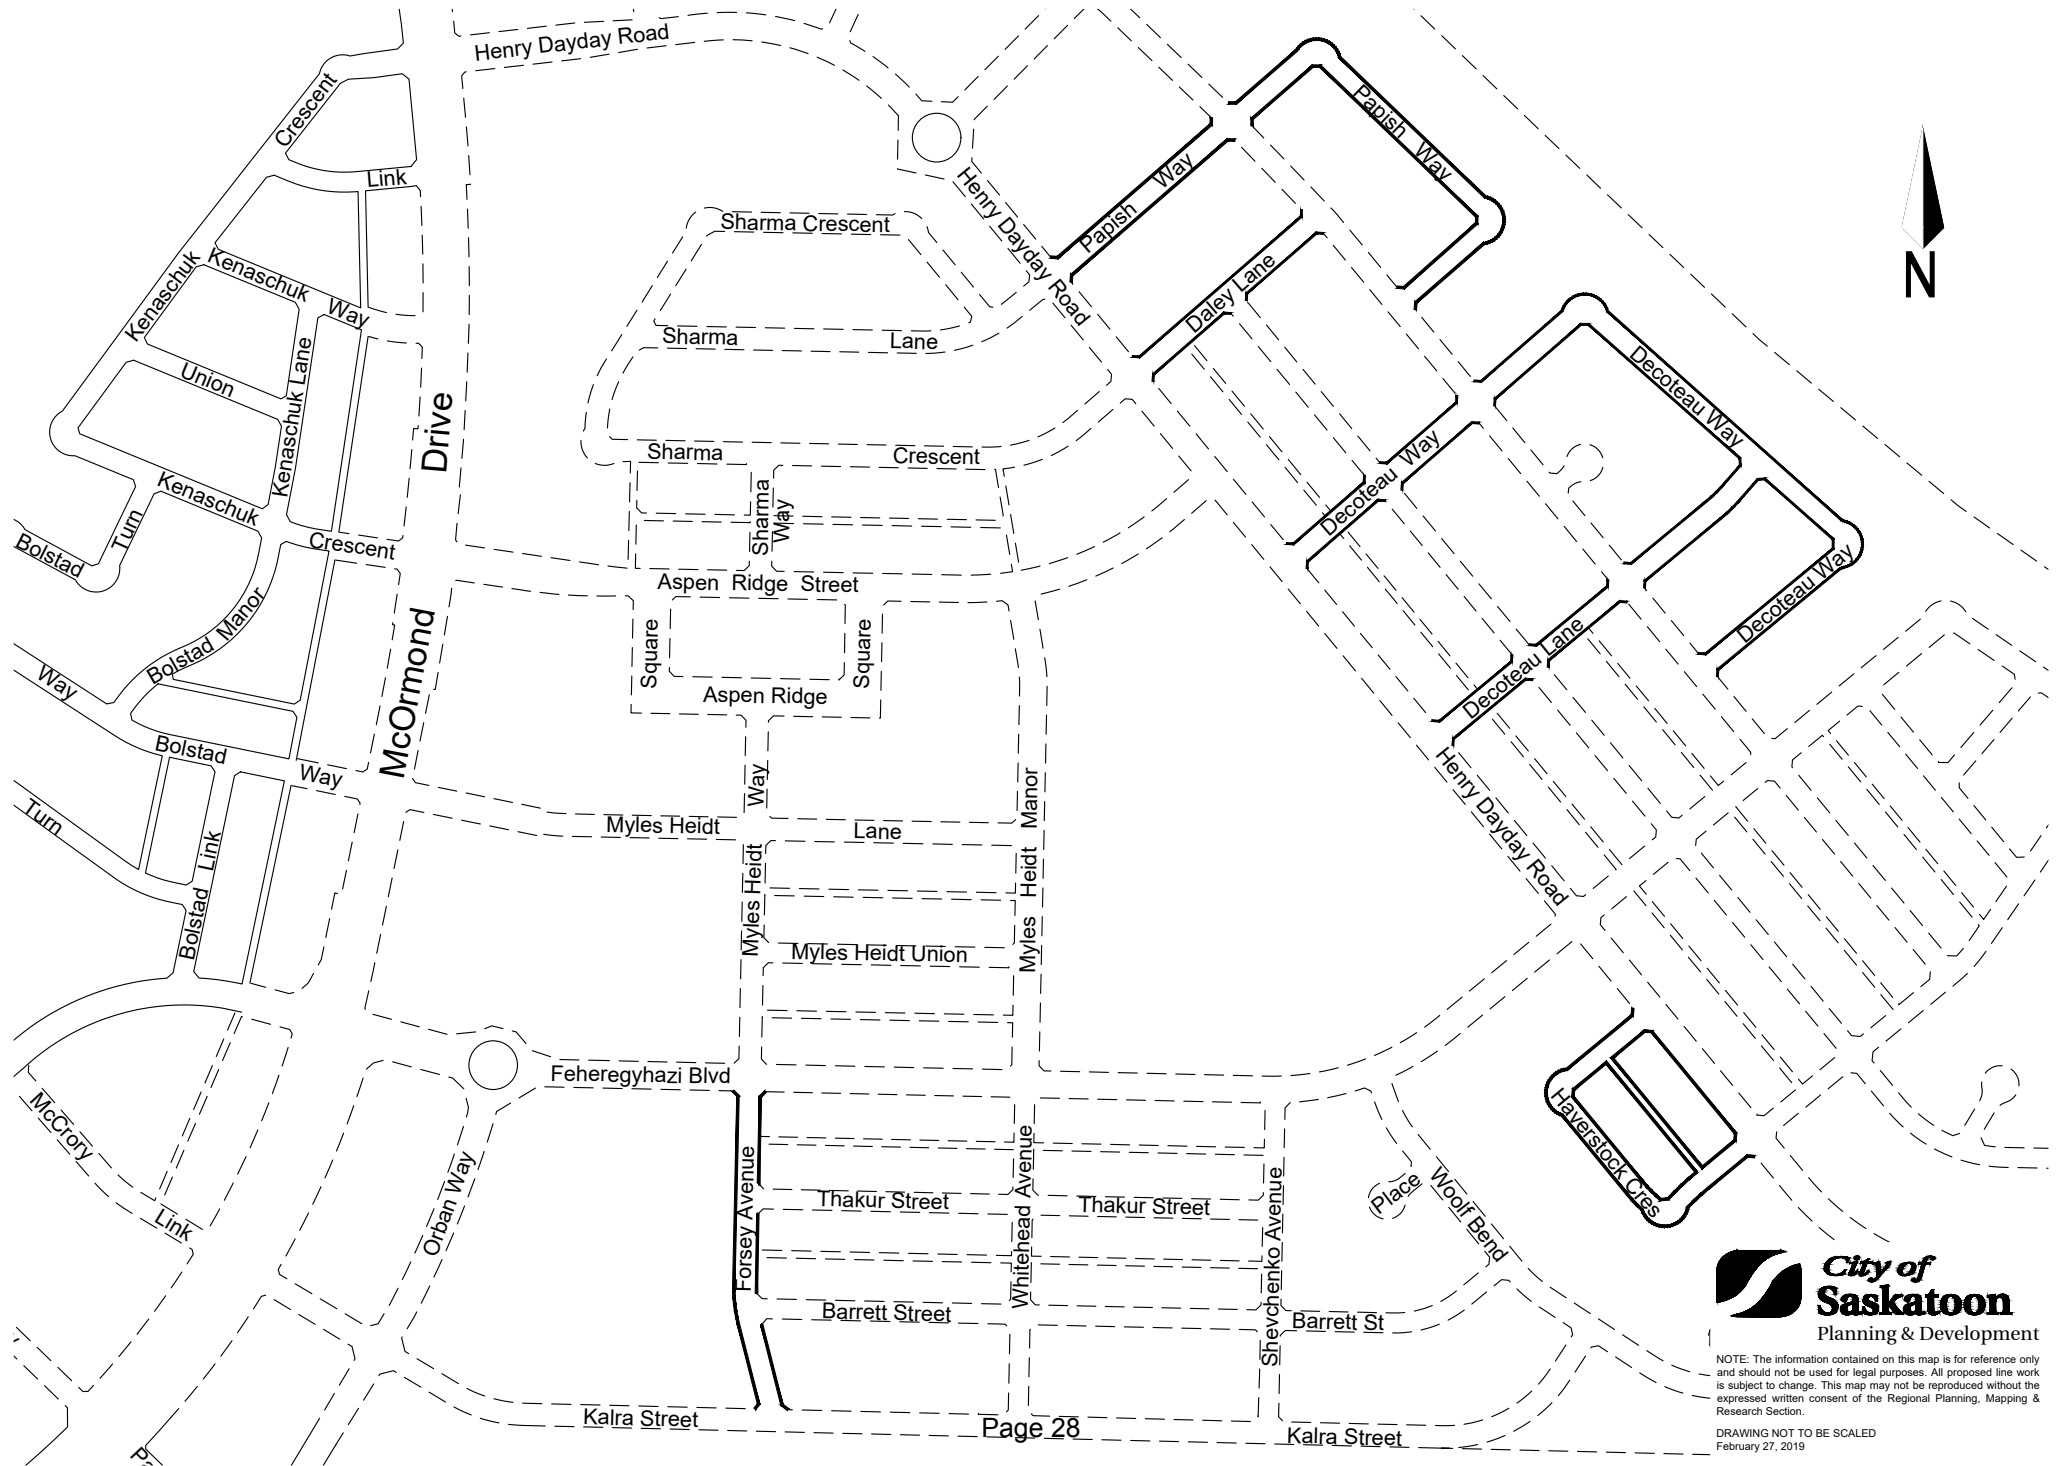 Henry Dayday Road
Crescent
Link
Kenaschuk
Kenaschuk
Way
Kenaschuk Lane
Union
Kenaschuk
Crescent
Turn
Bolstad
Bolstad Manor
Way
Bolstad
Way
Turn
Bolstad Link
McCrory
Link
McOrmond Drive
Sharma Crescent
Sharma Lane
Sharma Crescent
Sharma
Way
Aspen Ridge Street
Square
Square
Aspen Ridge
Way
Myles Heidt
Myles Heidt Lane
Myles Heidt Manor
Myles Heidt Union
Feheregyhazi Blvd
Orban Way
Forsey Avenue
Thakur Street
Thakur Street
Whitehead Avenue
Shevchenko Avenue
Barrett Street
Barrett St
Kalra Street
Kalra Street
Place
Woolf Bend
Henry Dayday Road
Papish Way
Papish Way
Daley Lane
Decoteau Way
Decoteau Way
Decoteau Way
Decoteau Lane
Henry Dayday Road
Haverstock Cres
N
City of
Saskatoon
Planning & Development
NOTE: The information contained on this map is for reference only
and should not be used for legal purposes. All proposed line work
is subject to change. This map may not be reproduced without the
expressed written consent of the Regional Planning, Mapping &
Research Section.
DRAWING NOT TO BE SCALED
February 27, 2019
Page 28